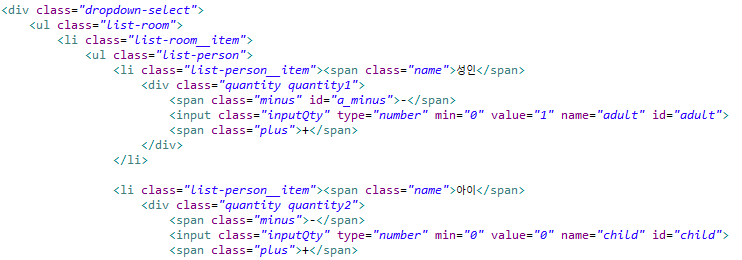 <div class="dropdown-select">
<ul class="list-room">
<li class="list-room__item">
<ul class="list-person">
<li class="list-person__item"><span class="name">성인</span>
<div class="quantity quantity1">
<span class="minus" id="a_minus">-</span>
<input class="inputQty" type="number" min="0" value="1" name="adult" id="adult">
<span class="plus">+</span>
</div>
</li>
<li class="list-person__item"><span class="name">아이</span>
<div class="quantity quantity2">
<span class="minus">-</span>
<input class="inputQty" type="number" min="0" value="0" name="child" id="child">
<span class="plus">+</span>